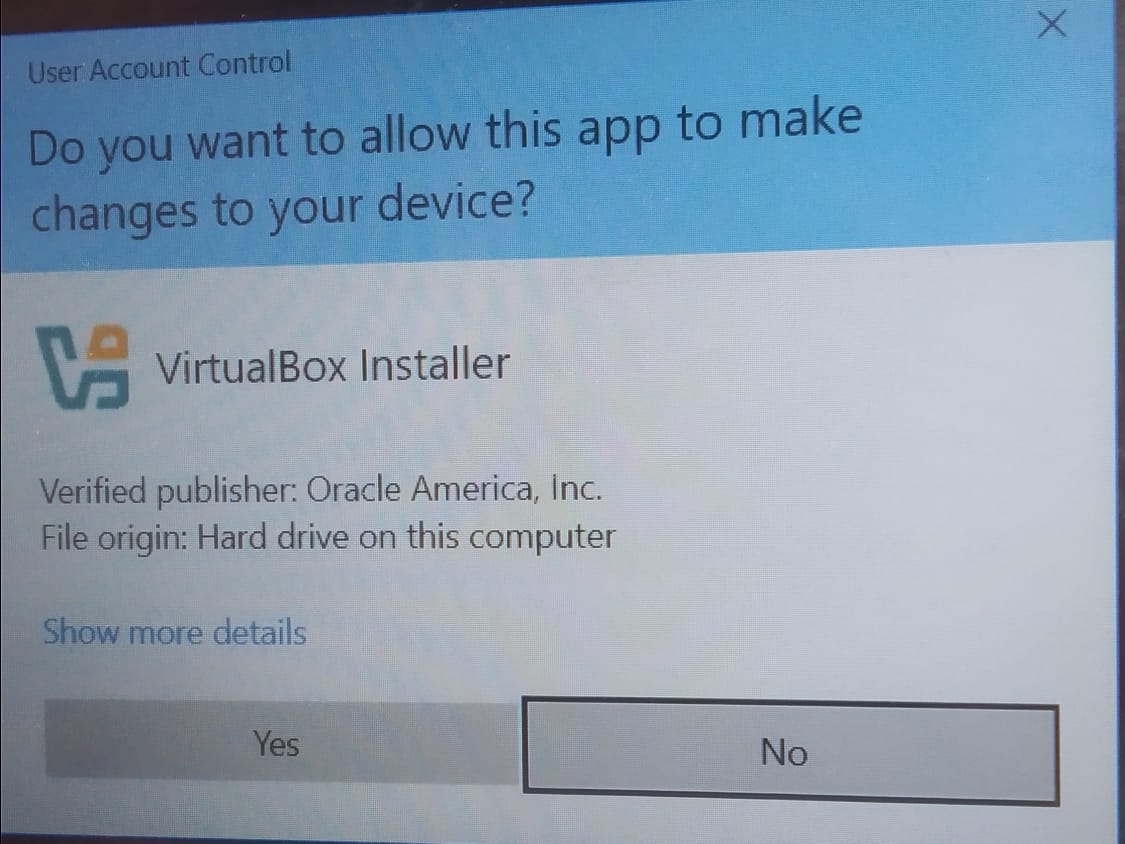 User Account Control
Do you want to allow this app to make
changes to your device?
VirtualBox Installer
Verified publisher: Oracle America, Inc.
File origin: Hard drive on this computer
Show more details
Yes
No